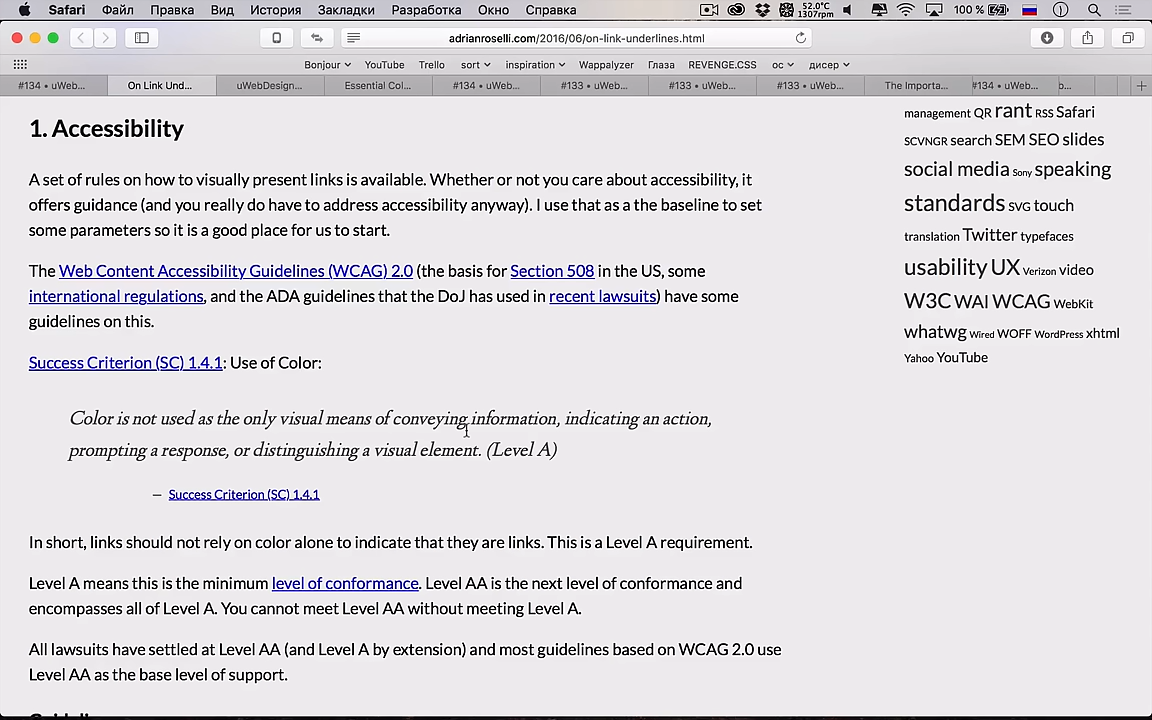 Safari Файл Правка Вид История Закладки Разработка Окно Справка 52.0°C 1307rpm 100 %
adrianroselli.com/2016/06/on-link-underlines.html
Bonjour YouTube Trello sort inspiration Wappalyzer Глаза REVENGE.CSS ос дисер
#134 • uWeb... On Link Und... uWebDesign... Essential Col... #134 • uWeb... #133 • uWeb... #133 • uWeb... #133 • uWeb... The Importa... #134 • uWeb... b...
1. Accessibility
A set of rules on how to visually present links is available. Whether or not you care about accessibility, it
offers guidance (and you really do have to address accessibility anyway). I use that as a the baseline to set
some parameters so it is a good place for us to start.
The Web Content Accessibility Guidelines (WCAG) 2.0 (the basis for Section 508 in the US, some
international regulations, and the ADA guidelines that the DoJ has used in recent lawsuits) have some
guidelines on this.
Success Criterion (SC) 1.4.1: Use of Color:
Color is not used as the only visual means of conveying information, indicating an action,
prompting a response, or distinguishing a visual element. (Level A)
— Success Criterion (SC) 1.4.1
In short, links should not rely on color alone to indicate that they are links. This is a Level A requirement.
Level A means this is the minimum level of conformance. Level AA is the next level of conformance and
encompasses all of Level A. You cannot meet Level AA without meeting Level A.
All lawsuits have settled at Level AA (and Level A by extension) and most guidelines based on WCAG 2.0 use
Level AA as the base level of support.
management QR rant RSS Safari
SCVNGR search SEM SEO slides
social media Sony speaking
standards SVG touch
translation Twitter typefaces
usability UX Verizon video
W3C WAI WCAG WebKit
whatwg Wired WOFF WordPress xhtml
Yahoo YouTube